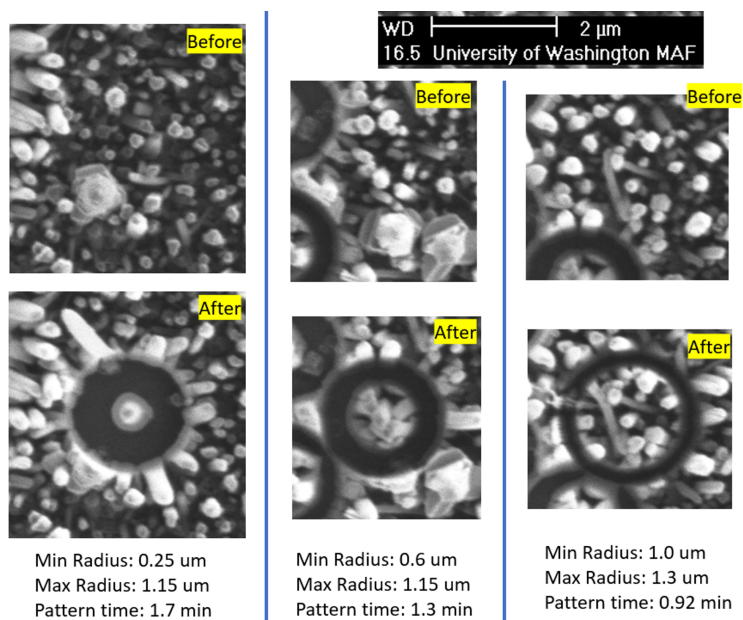 Before
WD 2 µm
16.5 University of Washington MAF
Before
Before
After
After
After
Min Radius: 0.25 um
Max Radius: 1.15 um
Pattern time: 1.7 min
Min Radius: 0.6 um
Max Radius: 1.15 um
Pattern time: 1.3 min
Min Radius: 1.0 um
Max Radius: 1.3 um
Pattern time: 0.92 min